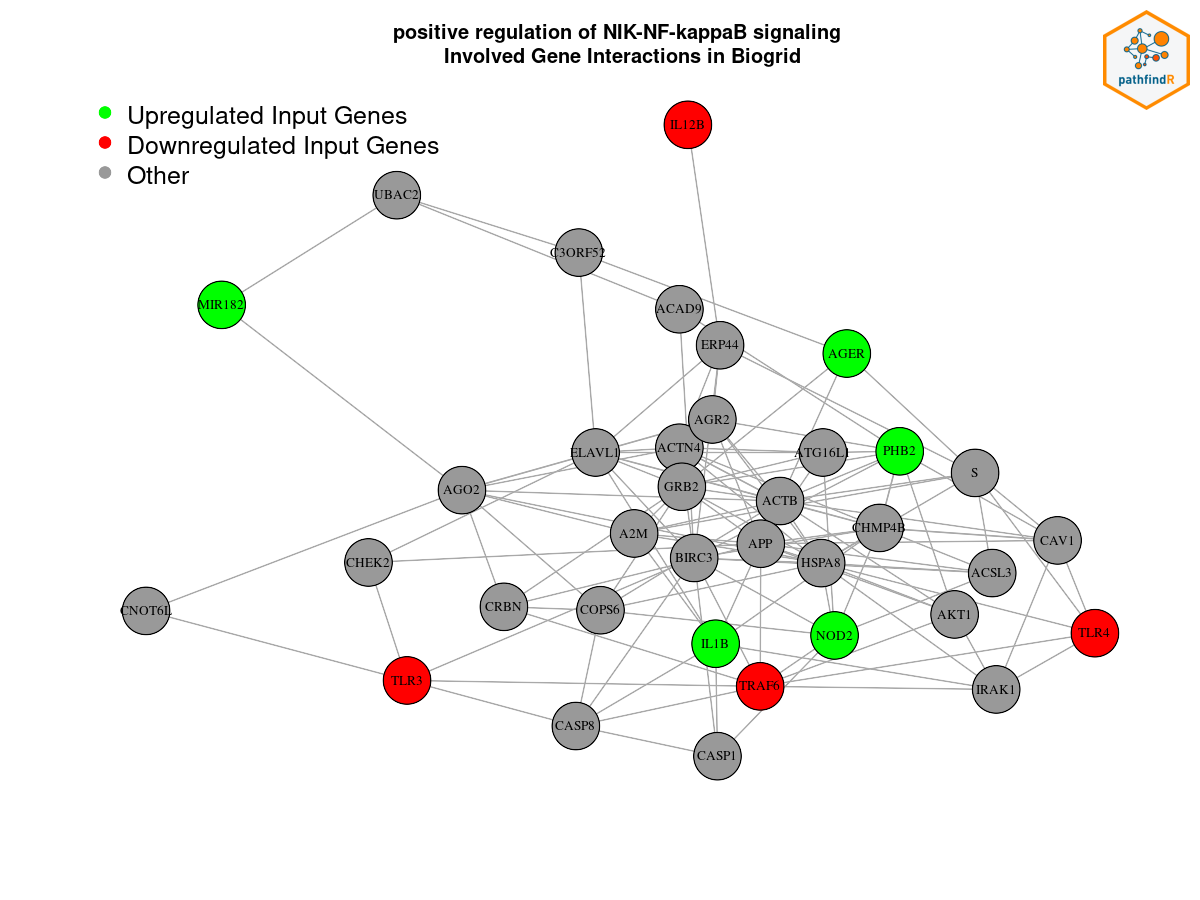 positive regulation of NIK-NF-kappaB signaling
Involved Gene Interactions in Biogrid
pathfindR
Upregulated Input Genes
Downregulated Input Genes
Other
IL12B
UBAC2
C3ORF52
MIR182
ACAD9
ERP44
AGER
AGR2
ELAVL1
ACTN4
ATG16L1
PHB2
S
AGO2
GRB2
ACTB
A2M
CHMP4B
APP
CAV1
BIRC3
HSPA8
CHEK2
ACSL3
CNOT6L
CRBN
COPS6
AKT1
IL1B
NOD2
TLR4
TLR3
TRAF6
IRAK1
CASP8
CASP1